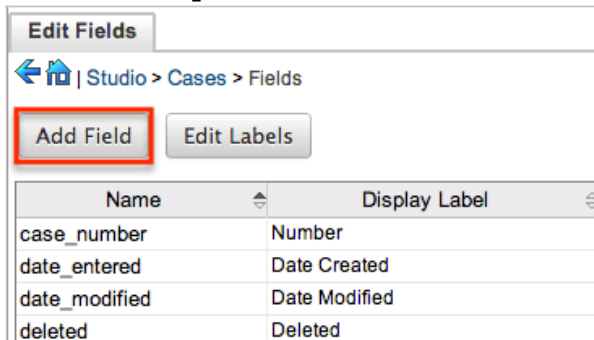 Edit Fields
| Studio > Cases > Fields
Add Field Edit Labels
Name Display Label
case_number Number
date_entered Date Created
date_modified Date Modified
deleted Deleted